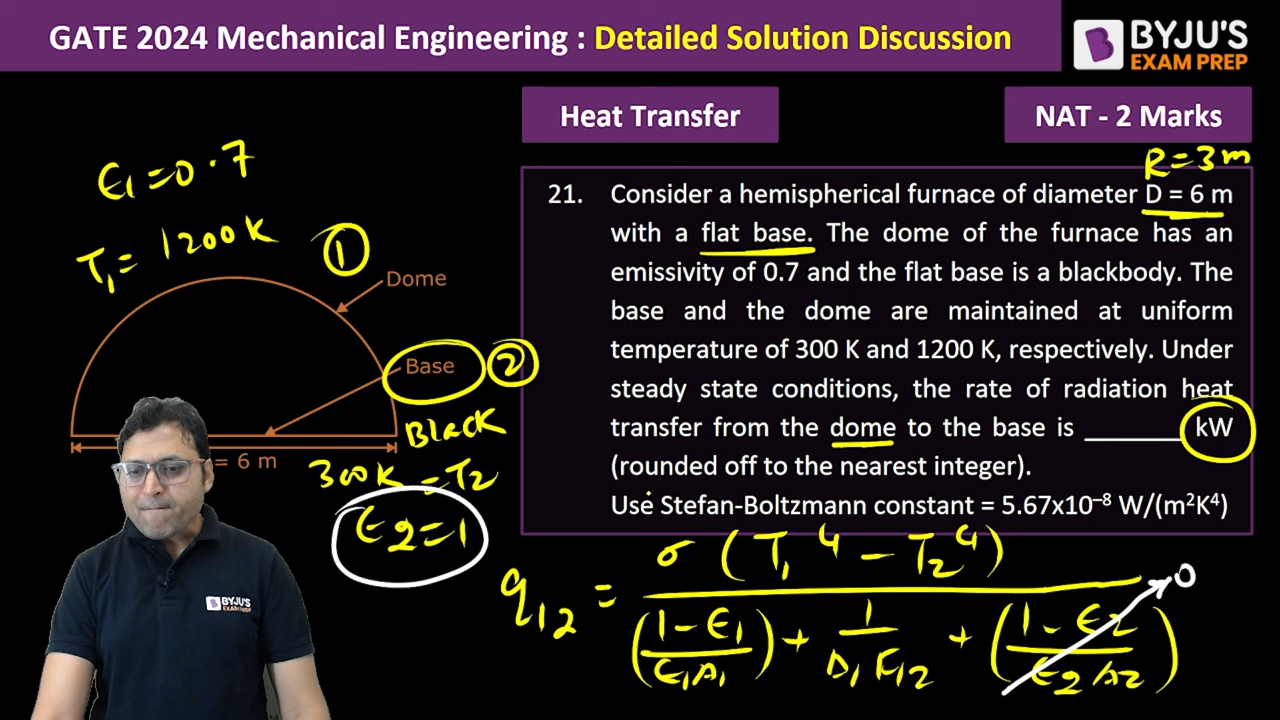 GATE 2024 Mechanical Engineering : Detailed Solution Discussion
BYJU'S
EXAM PREP
Heat Transfer
NAT - 2 Marks
R = 3 m
21. Consider a hemispherical furnace of diameter D = 6 m
with a flat base. The dome of the furnace has an
emissivity of 0.7 and the flat base is a blackbody. The
base and the dome are maintained at uniform
temperature of 300 K and 1200 K, respectively. Under
steady state conditions, the rate of radiation heat
transfer from the dome to the base is ________ kW
(rounded off to the nearest integer).
Use Stefan-Boltzmann constant = 5.67x10⁻⁸ W/(m²K⁴)
ϵ₁ = 0.7
T₁ = 1200 K
①
Dome
Base ②
Black
= 6 m
300K = T₂
ϵ₂ = 1
q₁₂ = σ (T₁⁴ − T₂⁴) / ((1 − ϵ₁)/(ϵ₁A₁)) + 1/(A₁F₁₂) + ((1 − ϵ₂)/(ϵ₂A₂)) 0
BYJU'S
EXAM PREP